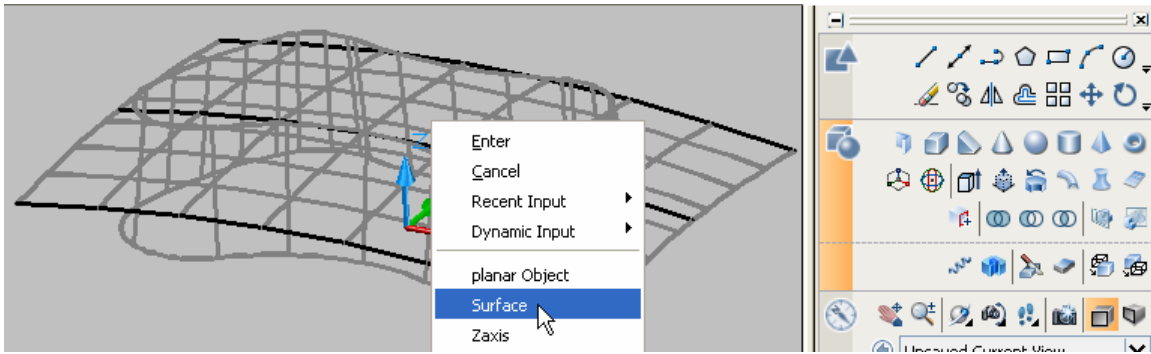 Enter
Cancel
Recent Input
Dynamic Input
planar Object
Surface
Zaxis
Unsaved Current View